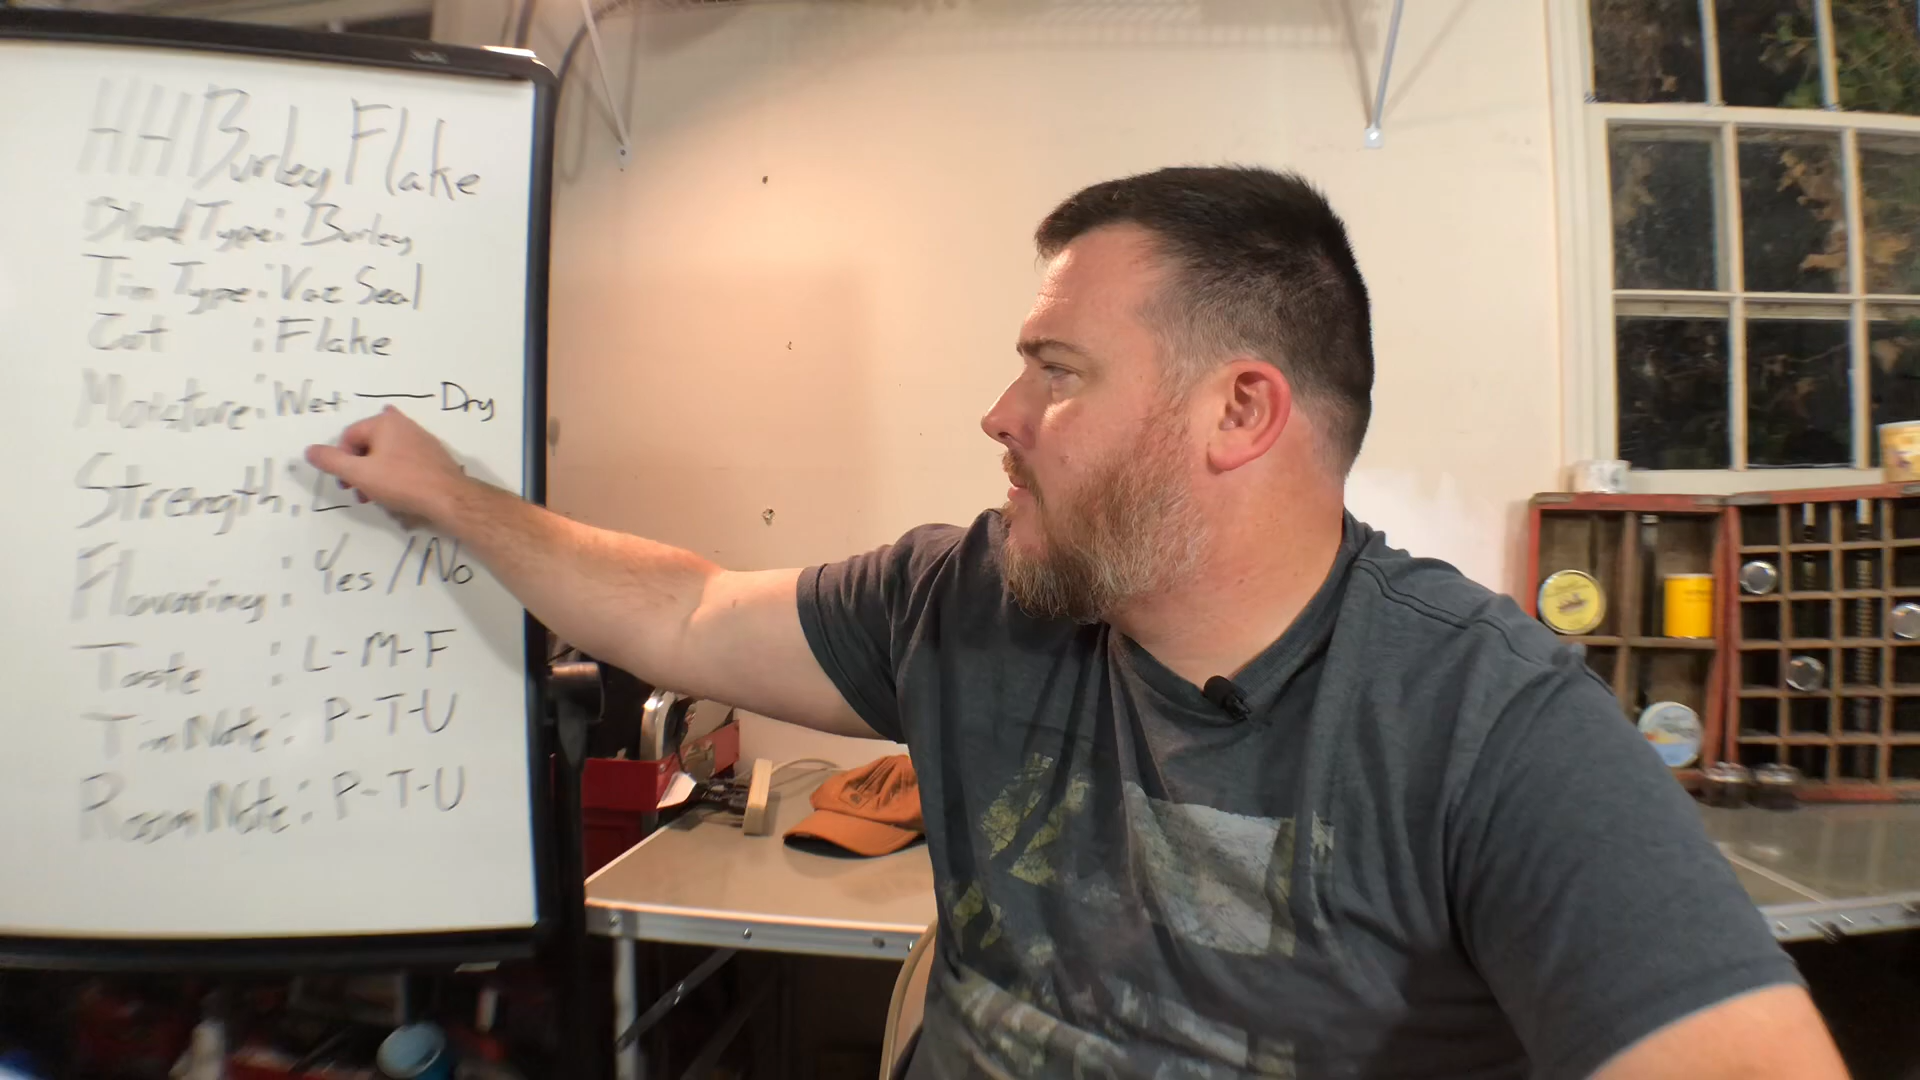 HH Burley Flake
Blend Type: Burley
Tin Type: Vac Seal
Cut : Flake
Moisture: Wet — Dry
Strength: L
Flavoring: Yes / No
Taste : L-M-F
Tin Note: P-T-U
Room Note: P-T-U